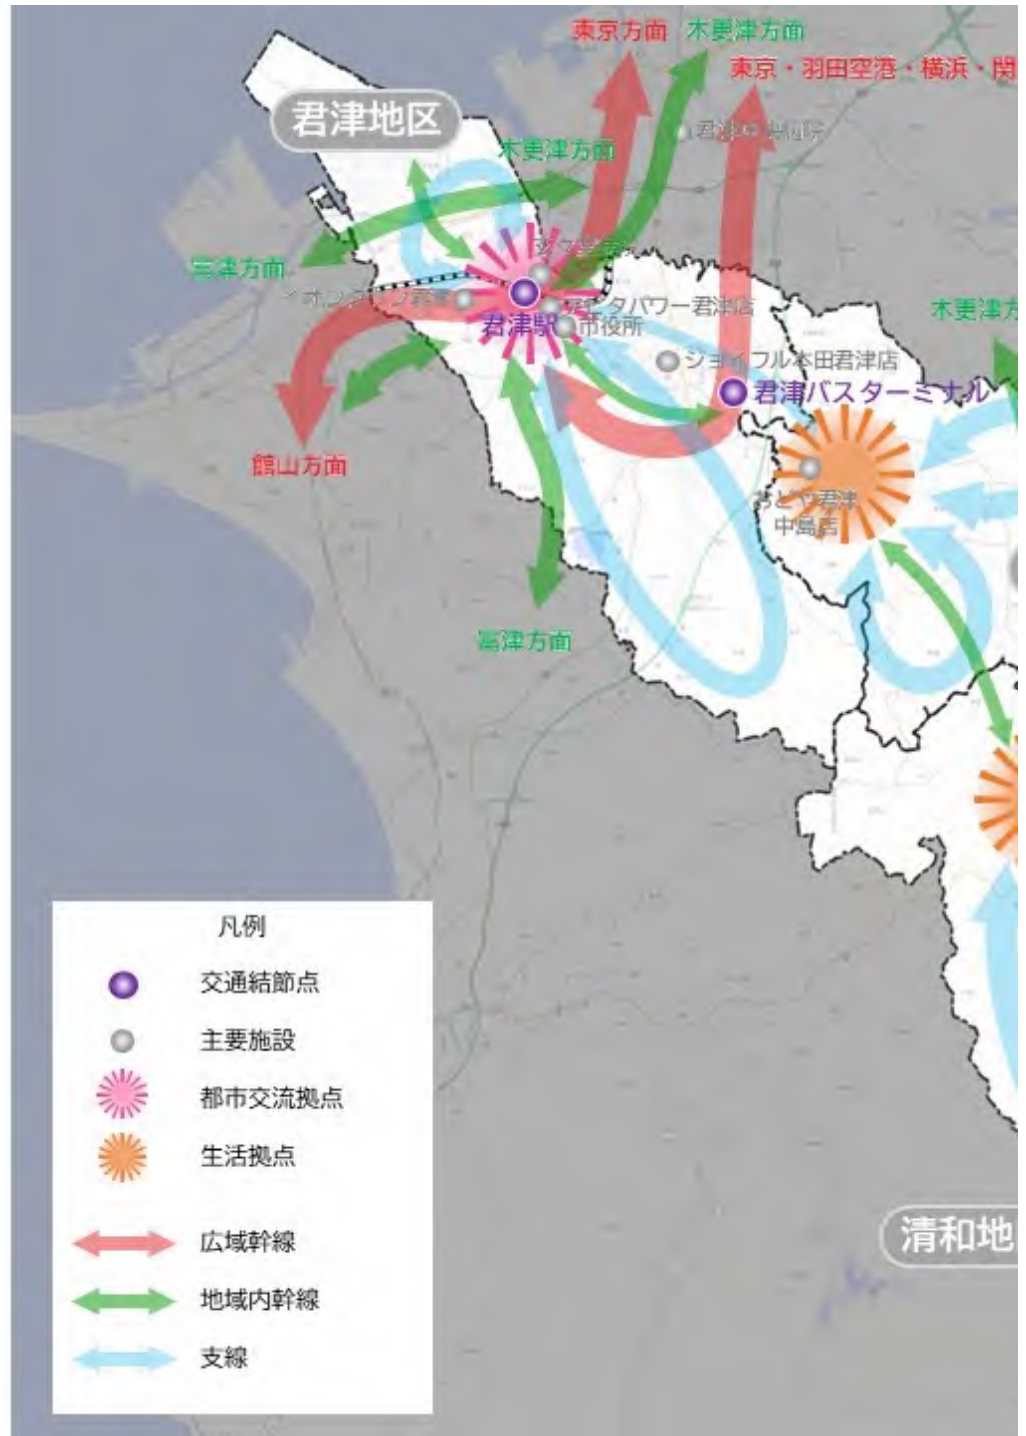 東京方面
木更津方面
東京・羽田空港・横浜・関
君津地区
木更津方面
富津方面
君津駅
市役所
木更津方
ジョイフル本田君津店
君津バスターミナル
館山方面
おどや君津
中島店
富津方面
凡例
交通結節点
主要施設
都市交流拠点
生活拠点
広域幹線
地域内幹線
支線
清和地